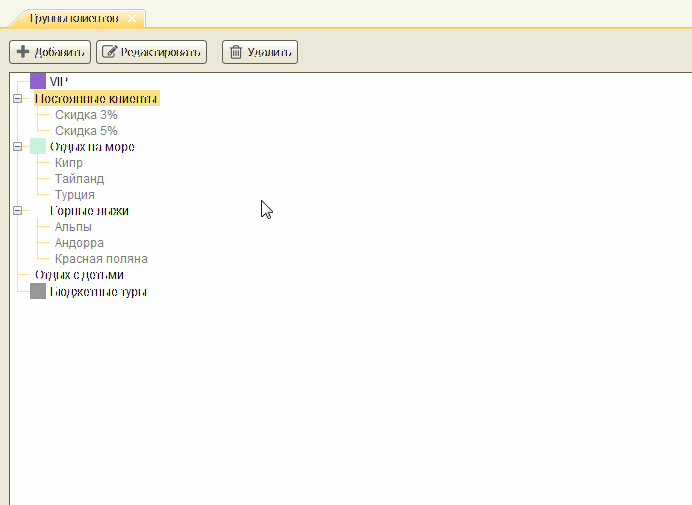 Группы клиентов
Добавить Редактировать Удалить
VIP
Постоянные клиенты
Скидка 3%
Скидка 5%
Отдых на море
Кипр
Тайланд
Турция
Горные лыжи
Альпы
Андорра
Красная поляна
Отдых с детьми
Бюджетные туры